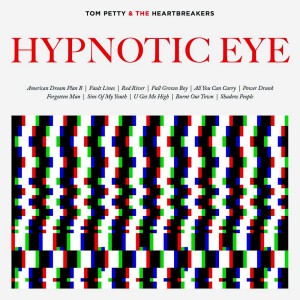 TOM PETTY & THE HEARTBREAKERS
HYPNOTIC EYE
American Dream Plan B | Fault Lines | Red River | Full Grown Boy | All You Can Carry | Power Drunk
Forgotten Man | Sins Of My Youth | U Get Me High | Burnt Out Town | Shadow People